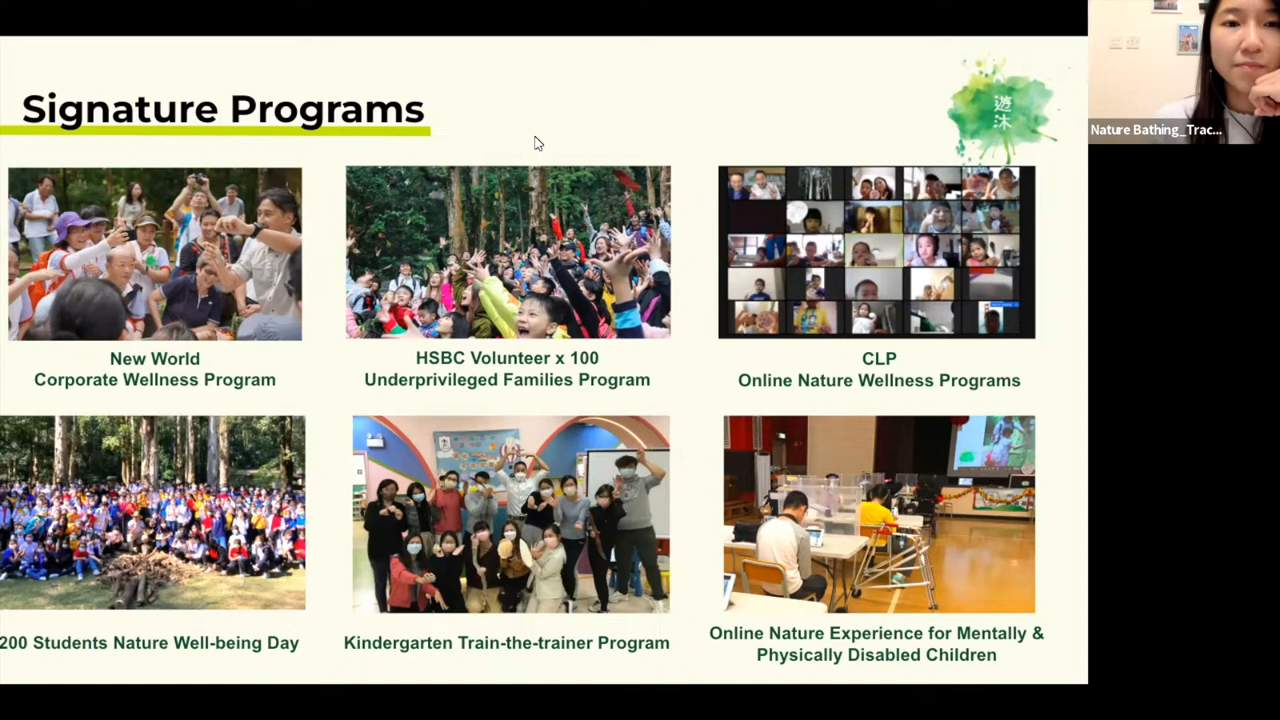 Signature Programs
遊
沐
Nature Bathing_Trac...
New World
Corporate Wellness Program
HSBC Volunteer x 100
Underprivileged Families Program
CLP
Online Nature Wellness Programs
200 Students Nature Well-being Day
Kindergarten Train-the-trainer Program
Online Nature Experience for Mentally &
Physically Disabled Children